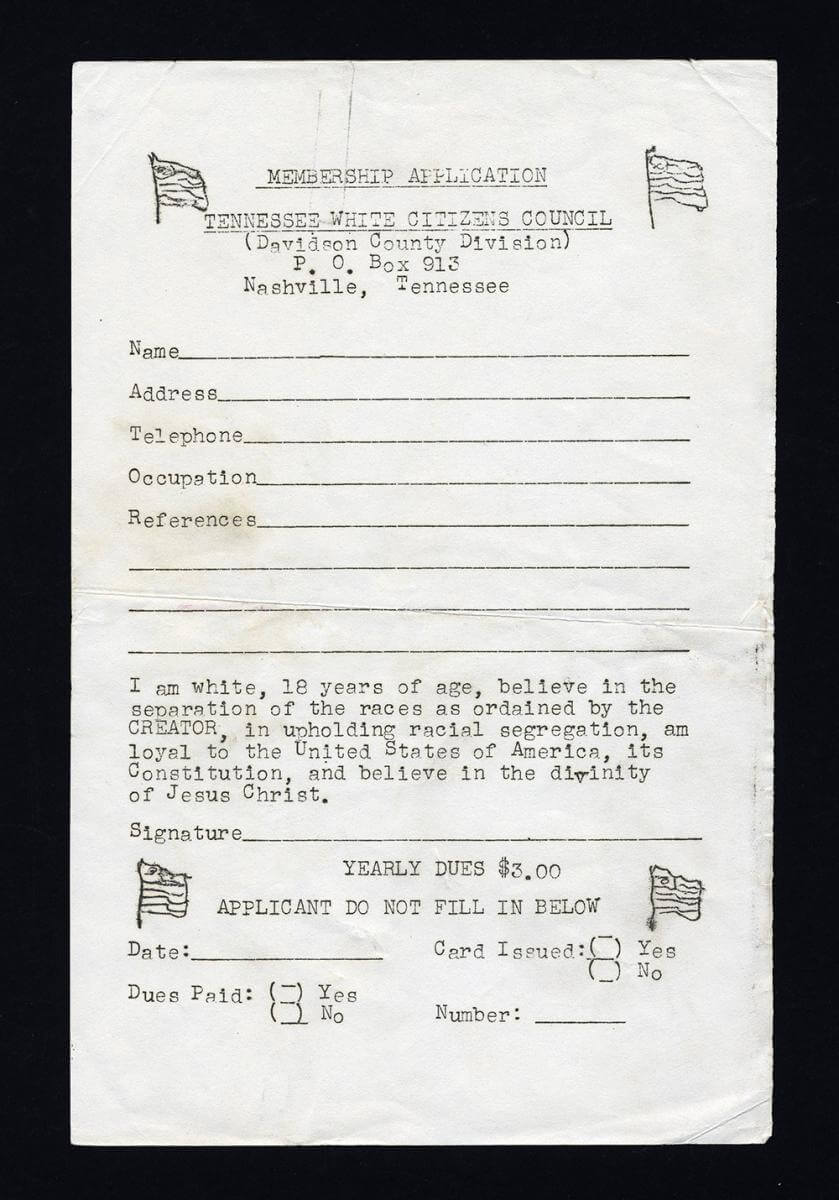 MEMBERSHIP APPLICATION
TENNESSEE WHITE CITIZENS COUNCIL
(Davidson County Division)
P. O. Box 913
Nashville, Tennessee
Name
Address
Telephone
Occupation
References
I am white, 18 years of age, believe in the
separation of the races as ordained by the
CREATOR, in upholding racial segregation, am
loyal to the United States of America, its
Constitution, and believe in the divinity
of Jesus Christ.
Signature
YEARLY DUES $3.00
APPLICANT DO NOT FILL IN BELOW
Date: Card Issued:( ) Yes
( ) No
Dues Paid: ( ) Yes
( ) No Number: